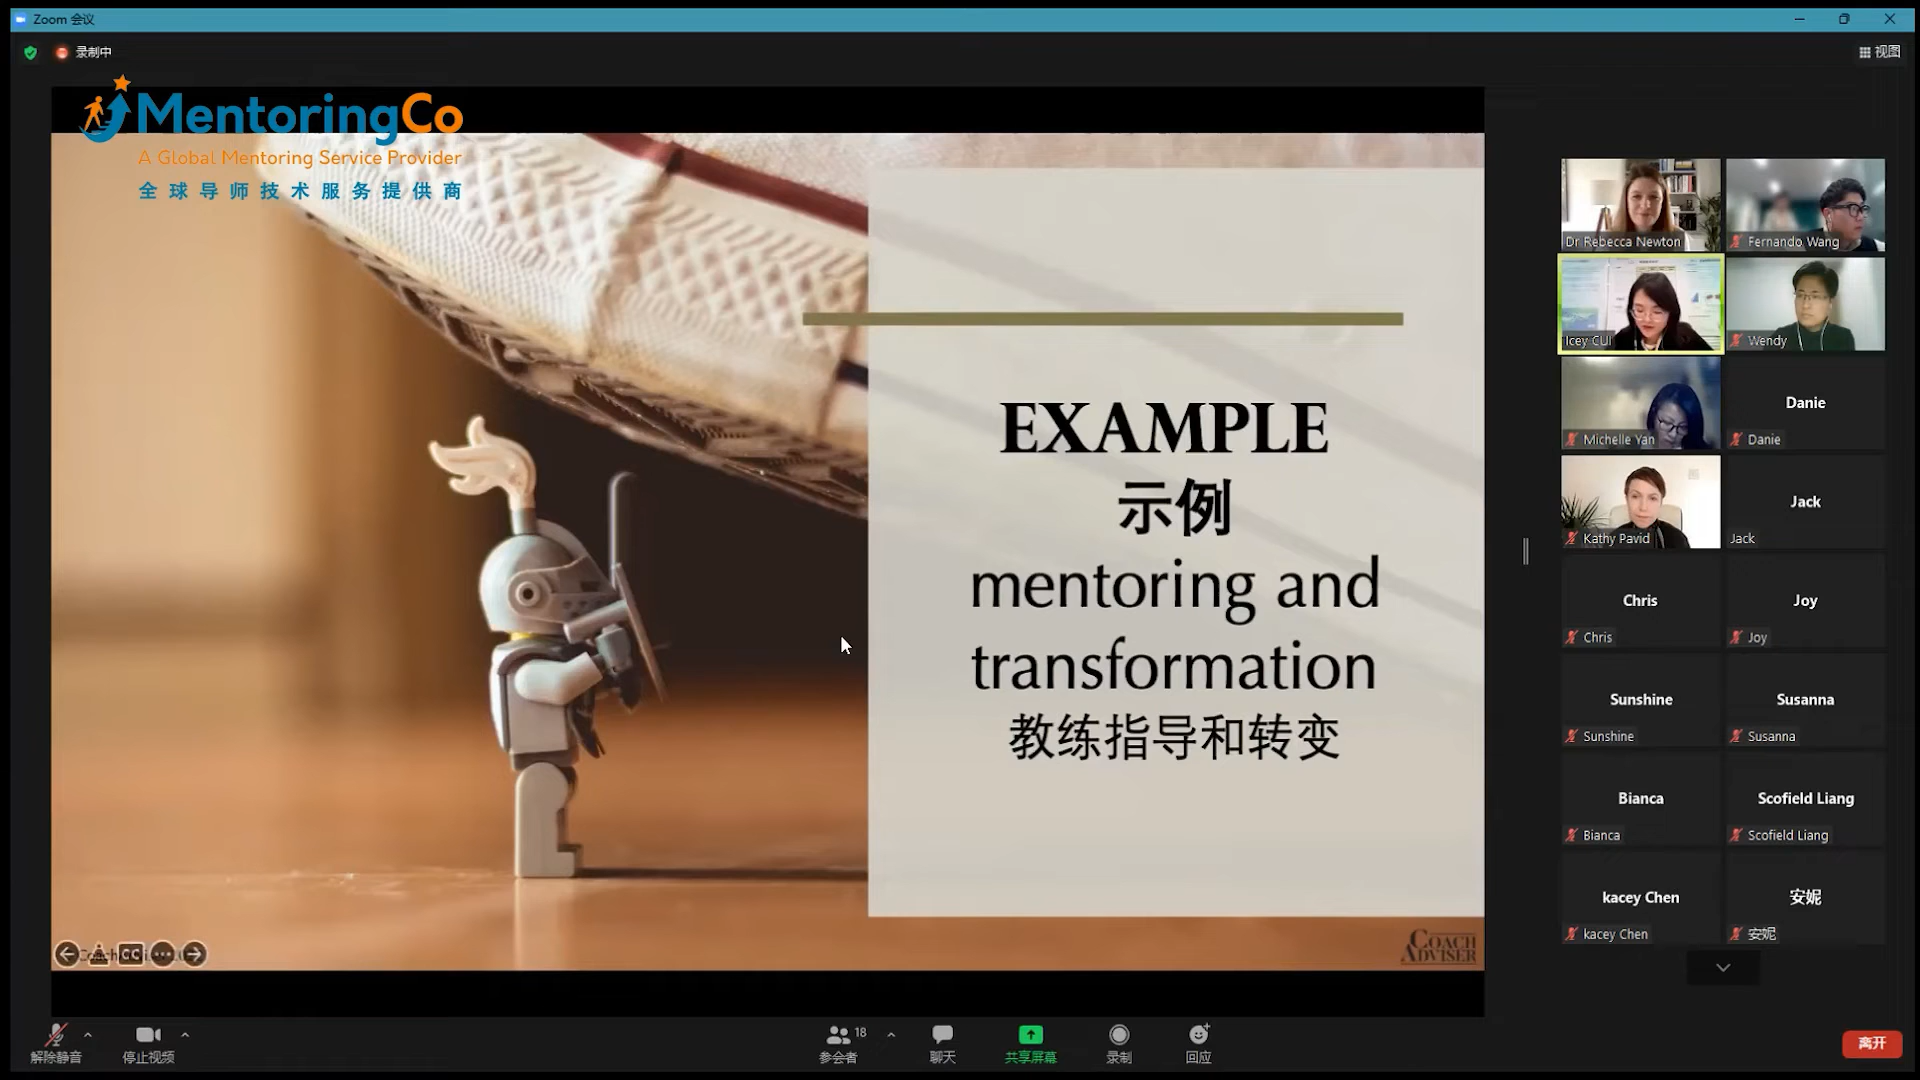 Zoom 会议
录制中
视图
MentoringCo
A Global Mentoring Service Provider
全球导师技术服务提供商
EXAMPLE
示例
mentoring and
transformation
教练指导和转变
COACH
ADVISER
CC
Dr Rebecca Newton
Fernando Wang
Icey CUI
Wendy
Michelle Yan
Danie
Danie
Kathy Pavid
Jack
Jack
Chris
Chris
Joy
Joy
Sunshine
Sunshine
Susanna
Susanna
Bianca
Bianca
Scofield Liang
Scofield Liang
kacey Chen
kacey Chen
安妮
安妮
解除静音
停止视频
18
参会者
聊天
共享屏幕
录制
回应
离开